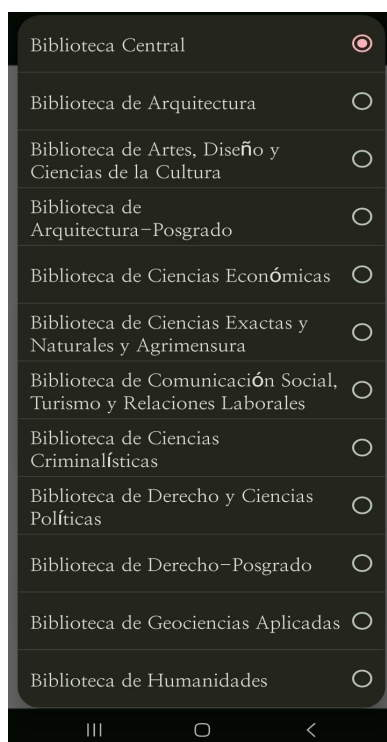 Biblioteca Central
Biblioteca de Arquitectura
Biblioteca de Artes, Diseño y
Ciencias de la Cultura
Biblioteca de
Arquitectura-Posgrado
Biblioteca de Ciencias Económicas
Biblioteca de Ciencias Exactas y
Naturales y Agrimensura
Biblioteca de Comunicación Social,
Turismo y Relaciones Laborales
Biblioteca de Ciencias
Criminalísticas
Biblioteca de Derecho y Ciencias
Políticas
Biblioteca de Derecho-Posgrado
Biblioteca de Geociencias Aplicadas
Biblioteca de Humanidades